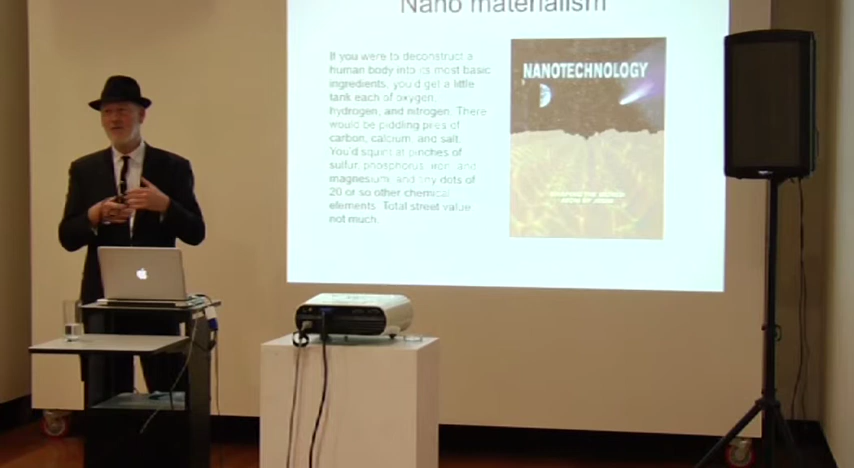 Nano materialism
If you were to deconstruct a
human body into its most basic
ingredients, you'd get a little
tank each of oxygen,
hydrogen, and nitrogen. There
would be piddling piles of
carbon, calcium, and salt.
You'd squint at pinches of
sulfur, phosphorus, iron, and
magnesium, and tiny dots of
20 or so other chemical
elements. Total street value:
not much.
NANOTECHNOLOGY